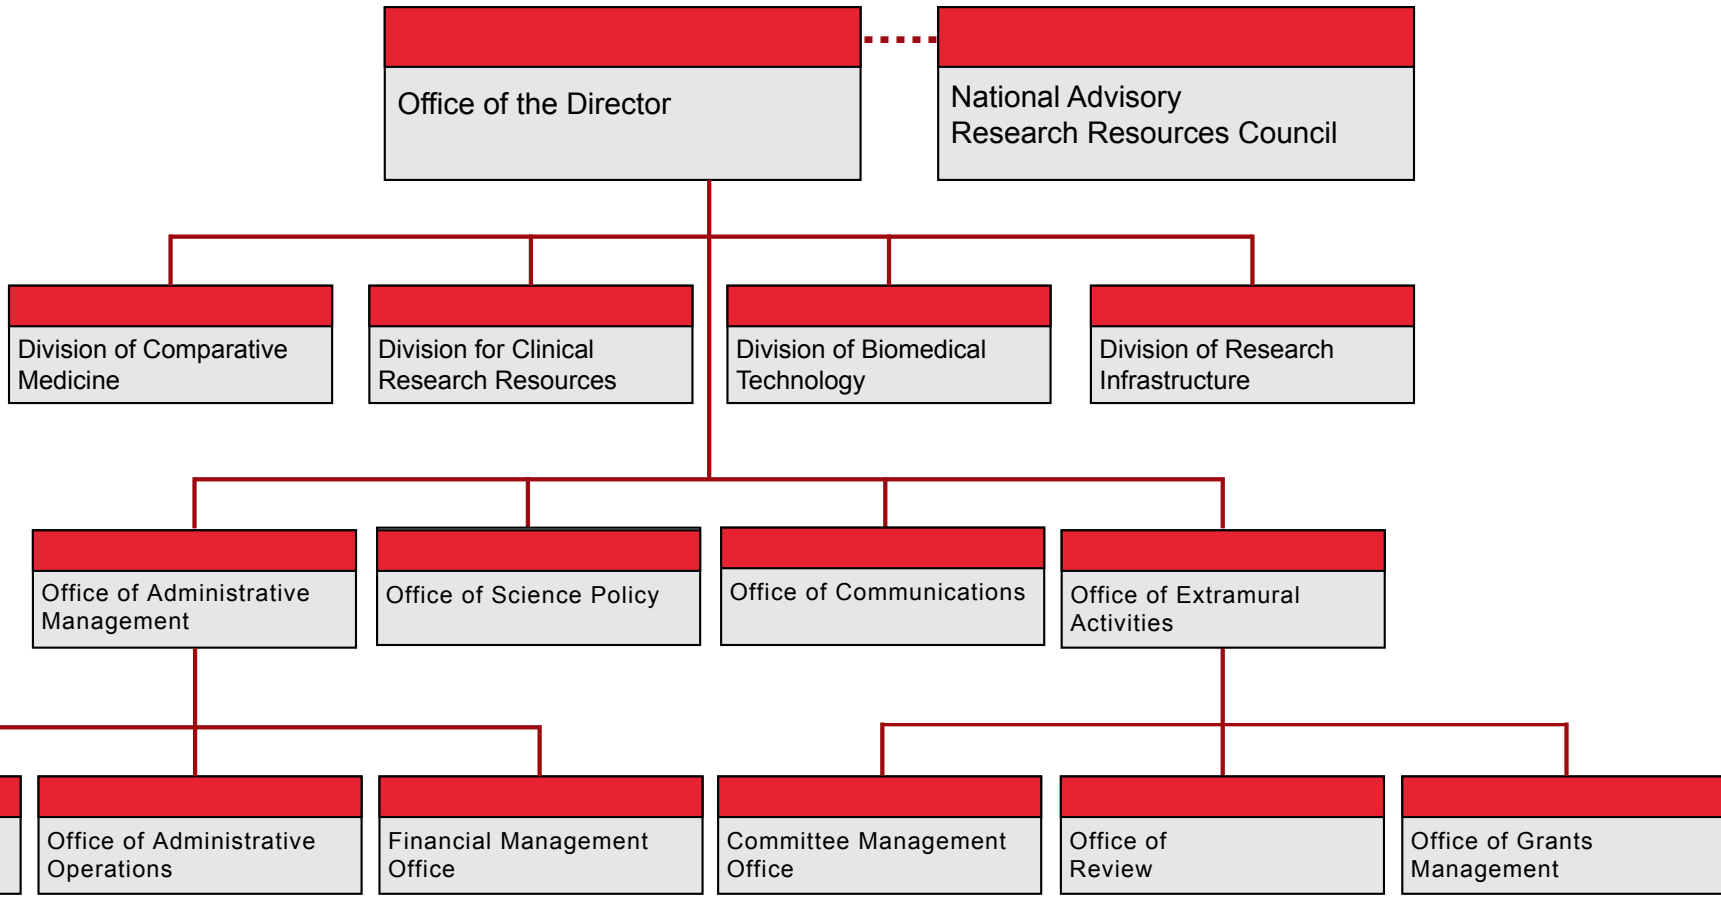 Office of the Director
National Advisory
Research Resources Council
Division of Comparative
Medicine
Division for Clinical
Research Resources
Division of Biomedical
Technology
Division of Research
Infrastructure
Office of Administrative
Management
Office of Science Policy
Office of Communications
Office of Extramural
Activities
Office of Administrative
Operations
Financial Management
Office
Committee Management
Office
Office of
Review
Office of Grants
Management